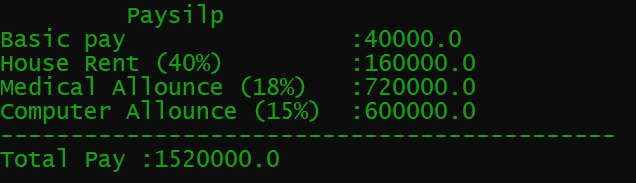 Paysilp
Basic pay :40000.0
House Rent (40%) :160000.0
Medical Allounce (18%) :720000.0
Computer Allounce (15%) :600000.0
--------------------------------------------
Total Pay :1520000.0